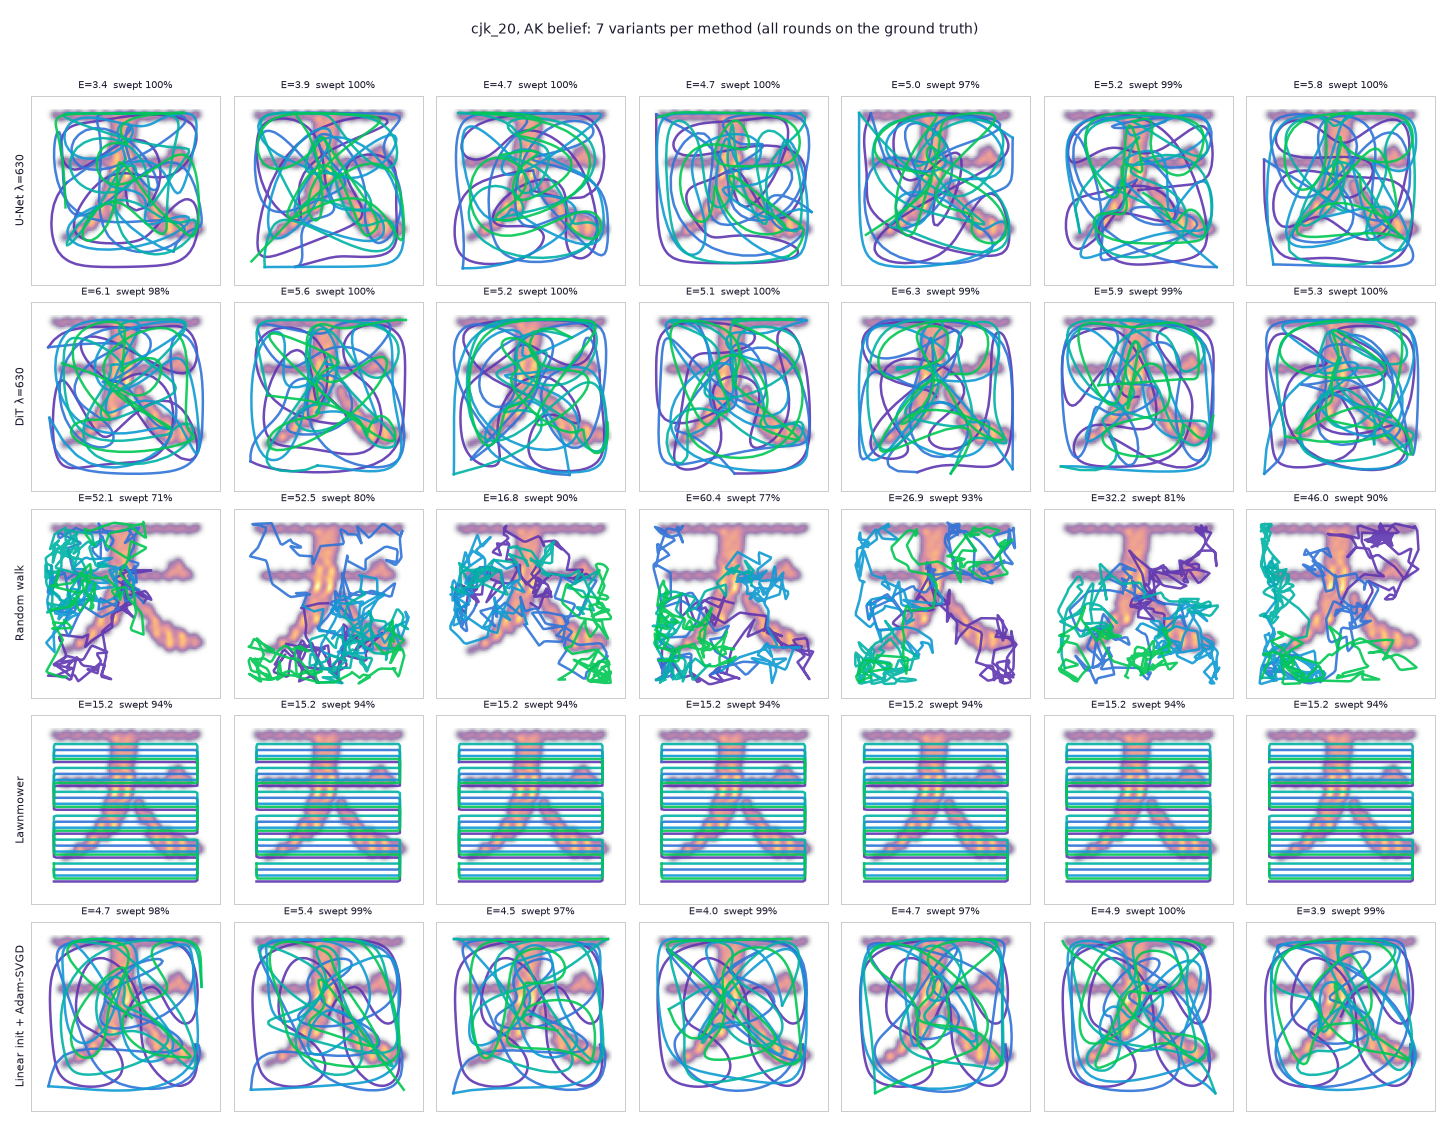 cjk_20, AK belief: 7 variants per method (all rounds on the ground truth)
E=3.4 swept 100% E=3.9 swept 100% E=4.7 swept 100% E=4.7 swept 100% E=5.0 swept 97% E=5.2 swept 99% E=5.8 swept 100%
U-Net λ=630
E=6.1 swept 98% E=5.6 swept 100% E=5.2 swept 100% E=5.1 swept 100% E=6.3 swept 99% E=5.9 swept 99% E=5.3 swept 100%
DiT λ=630
E=52.1 swept 71% E=52.5 swept 80% E=16.8 swept 90% E=60.4 swept 77% E=26.9 swept 93% E=32.2 swept 81% E=46.0 swept 90%
Random walk
E=15.2 swept 94% E=15.2 swept 94% E=15.2 swept 94% E=15.2 swept 94% E=15.2 swept 94% E=15.2 swept 94% E=15.2 swept 94%
Lawnmower
E=4.7 swept 98% E=5.4 swept 99% E=4.5 swept 97% E=4.0 swept 99% E=4.7 swept 97% E=4.9 swept 100% E=3.9 swept 99%
Linear init + Adam-SVGD